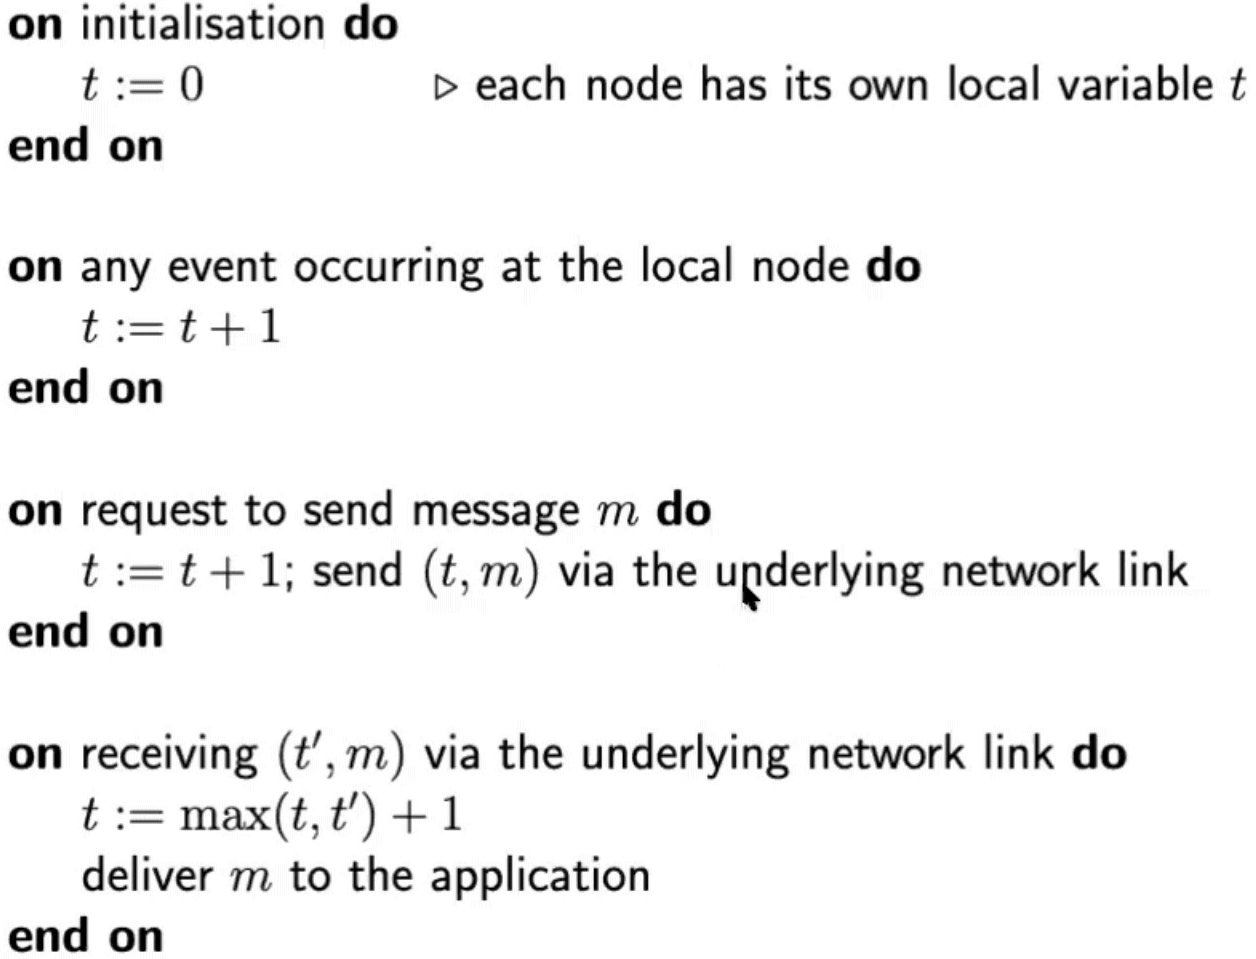 on initialisation do
t := 0 ▷ each node has its own local variable t
end on
on any event occurring at the local node do
t := t + 1
end on
on request to send message m do
t := t + 1; send (t, m) via the underlying network link
end on
on receiving (t′, m) via the underlying network link do
t := max(t, t′) + 1
deliver m to the application
end on